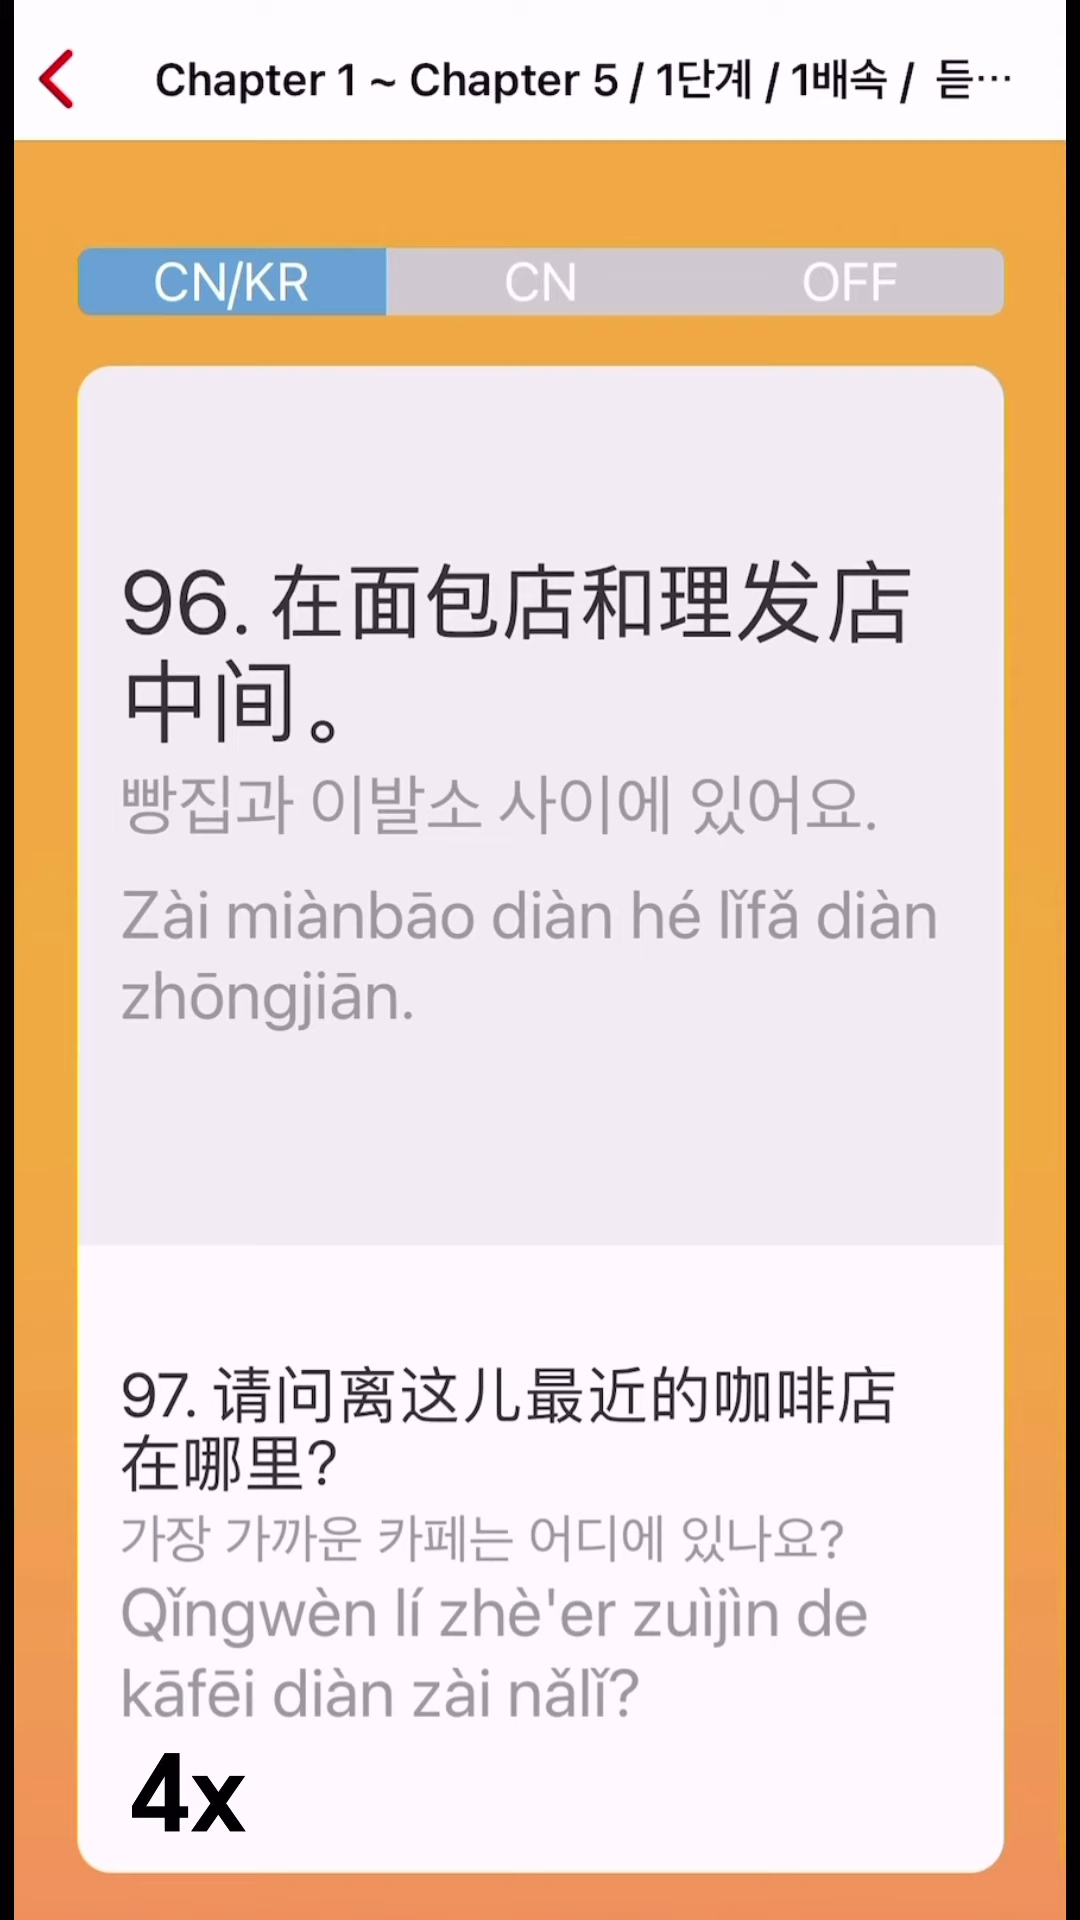 Chapter 1 ~ Chapter 5 / 1단계 / 1배속 / 듣…
CN/KR CN OFF
96. 在面包店和理发店
中间。
빵집과 이발소 사이에 있어요.
Zài miànbāo diàn hé lǐfǎ diàn
zhōngjiān.
97. 请问离这儿最近的咖啡店
在哪里?
가장 가까운 카페는 어디에 있나요?
Qǐngwèn lí zhè'er zuìjìn de
kāfēi diàn zài nǎlǐ?
4x